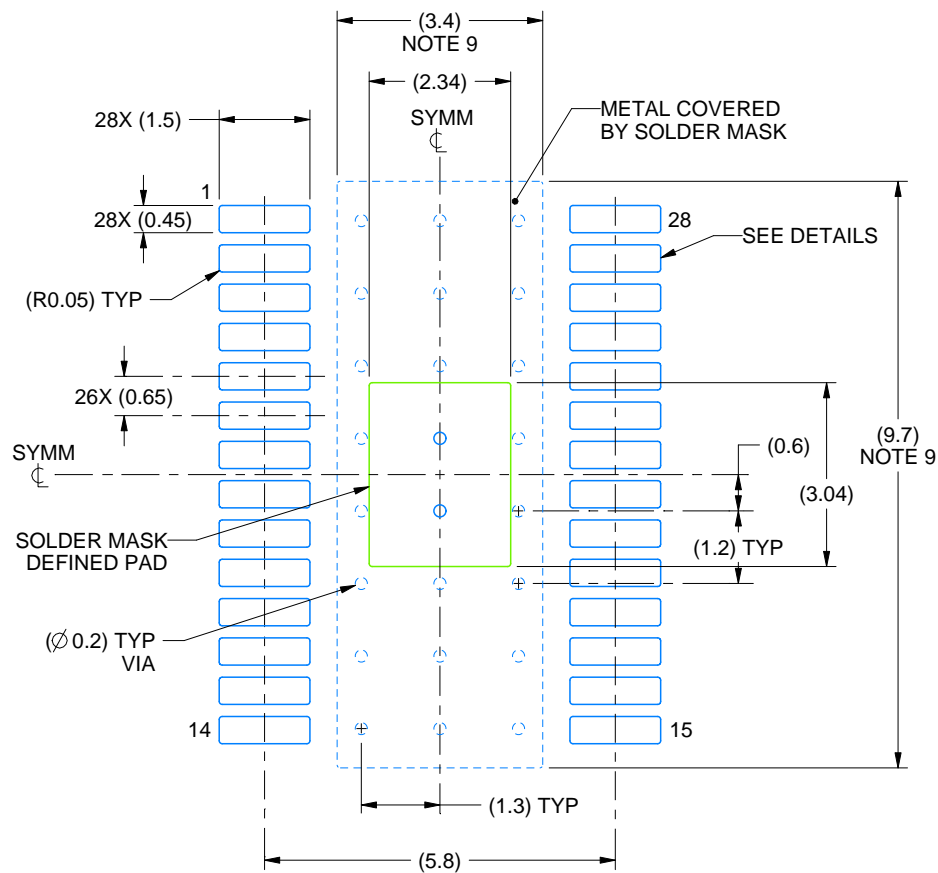 (3.4)
NOTE 9
(2.34)
SYMM
℄
METAL COVERED
BY SOLDER MASK
28X (1.5)
1
28X (0.45)
28
SEE DETAILS
(R0.05) TYP
26X (0.65)
SYMM
℄
(0.6)
(9.7)
NOTE 9
(3.04)
SOLDER MASK
DEFINED PAD
(1.2) TYP
(∅ 0.2) TYP
VIA
14
15
(1.3) TYP
(5.8)